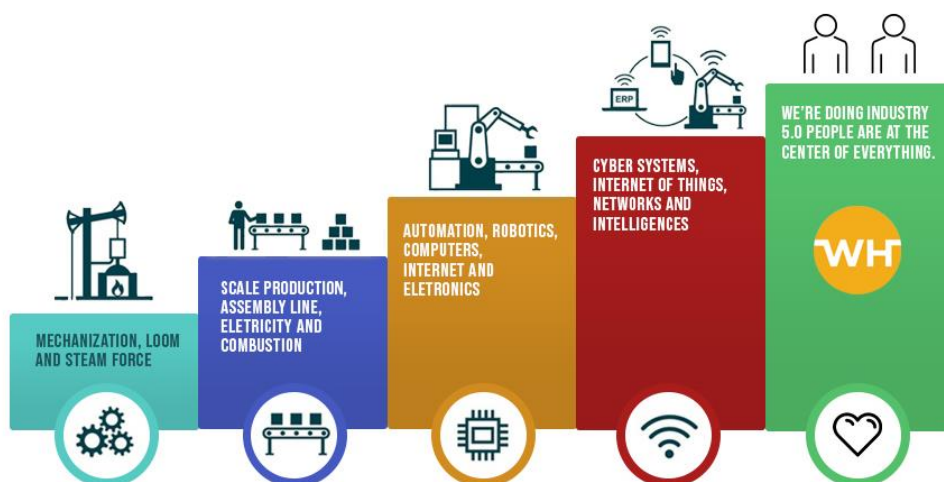 MECHANIZATION, LOOM
AND STEAM FORCE
SCALE PRODUCTION,
ASSEMBLY LINE,
ELETRICITY AND
COMBUSTION
AUTOMATION, ROBOTICS,
COMPUTERS,
INTERNET AND
ELETRONICS
ERP
CYBER SYSTEMS,
INTERNET OF THINGS,
NETWORKS AND
INTELLIGENCES
WE'RE DOING INDUSTRY
5.0 PEOPLE ARE AT THE
CENTER OF EVERYTHING.
WH